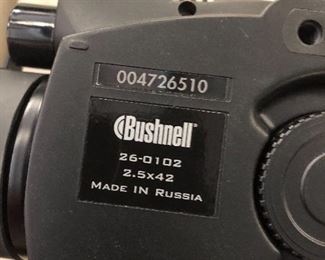 004726510
Bushnell
26-0102
2.5x42
MADE IN RUSSIA